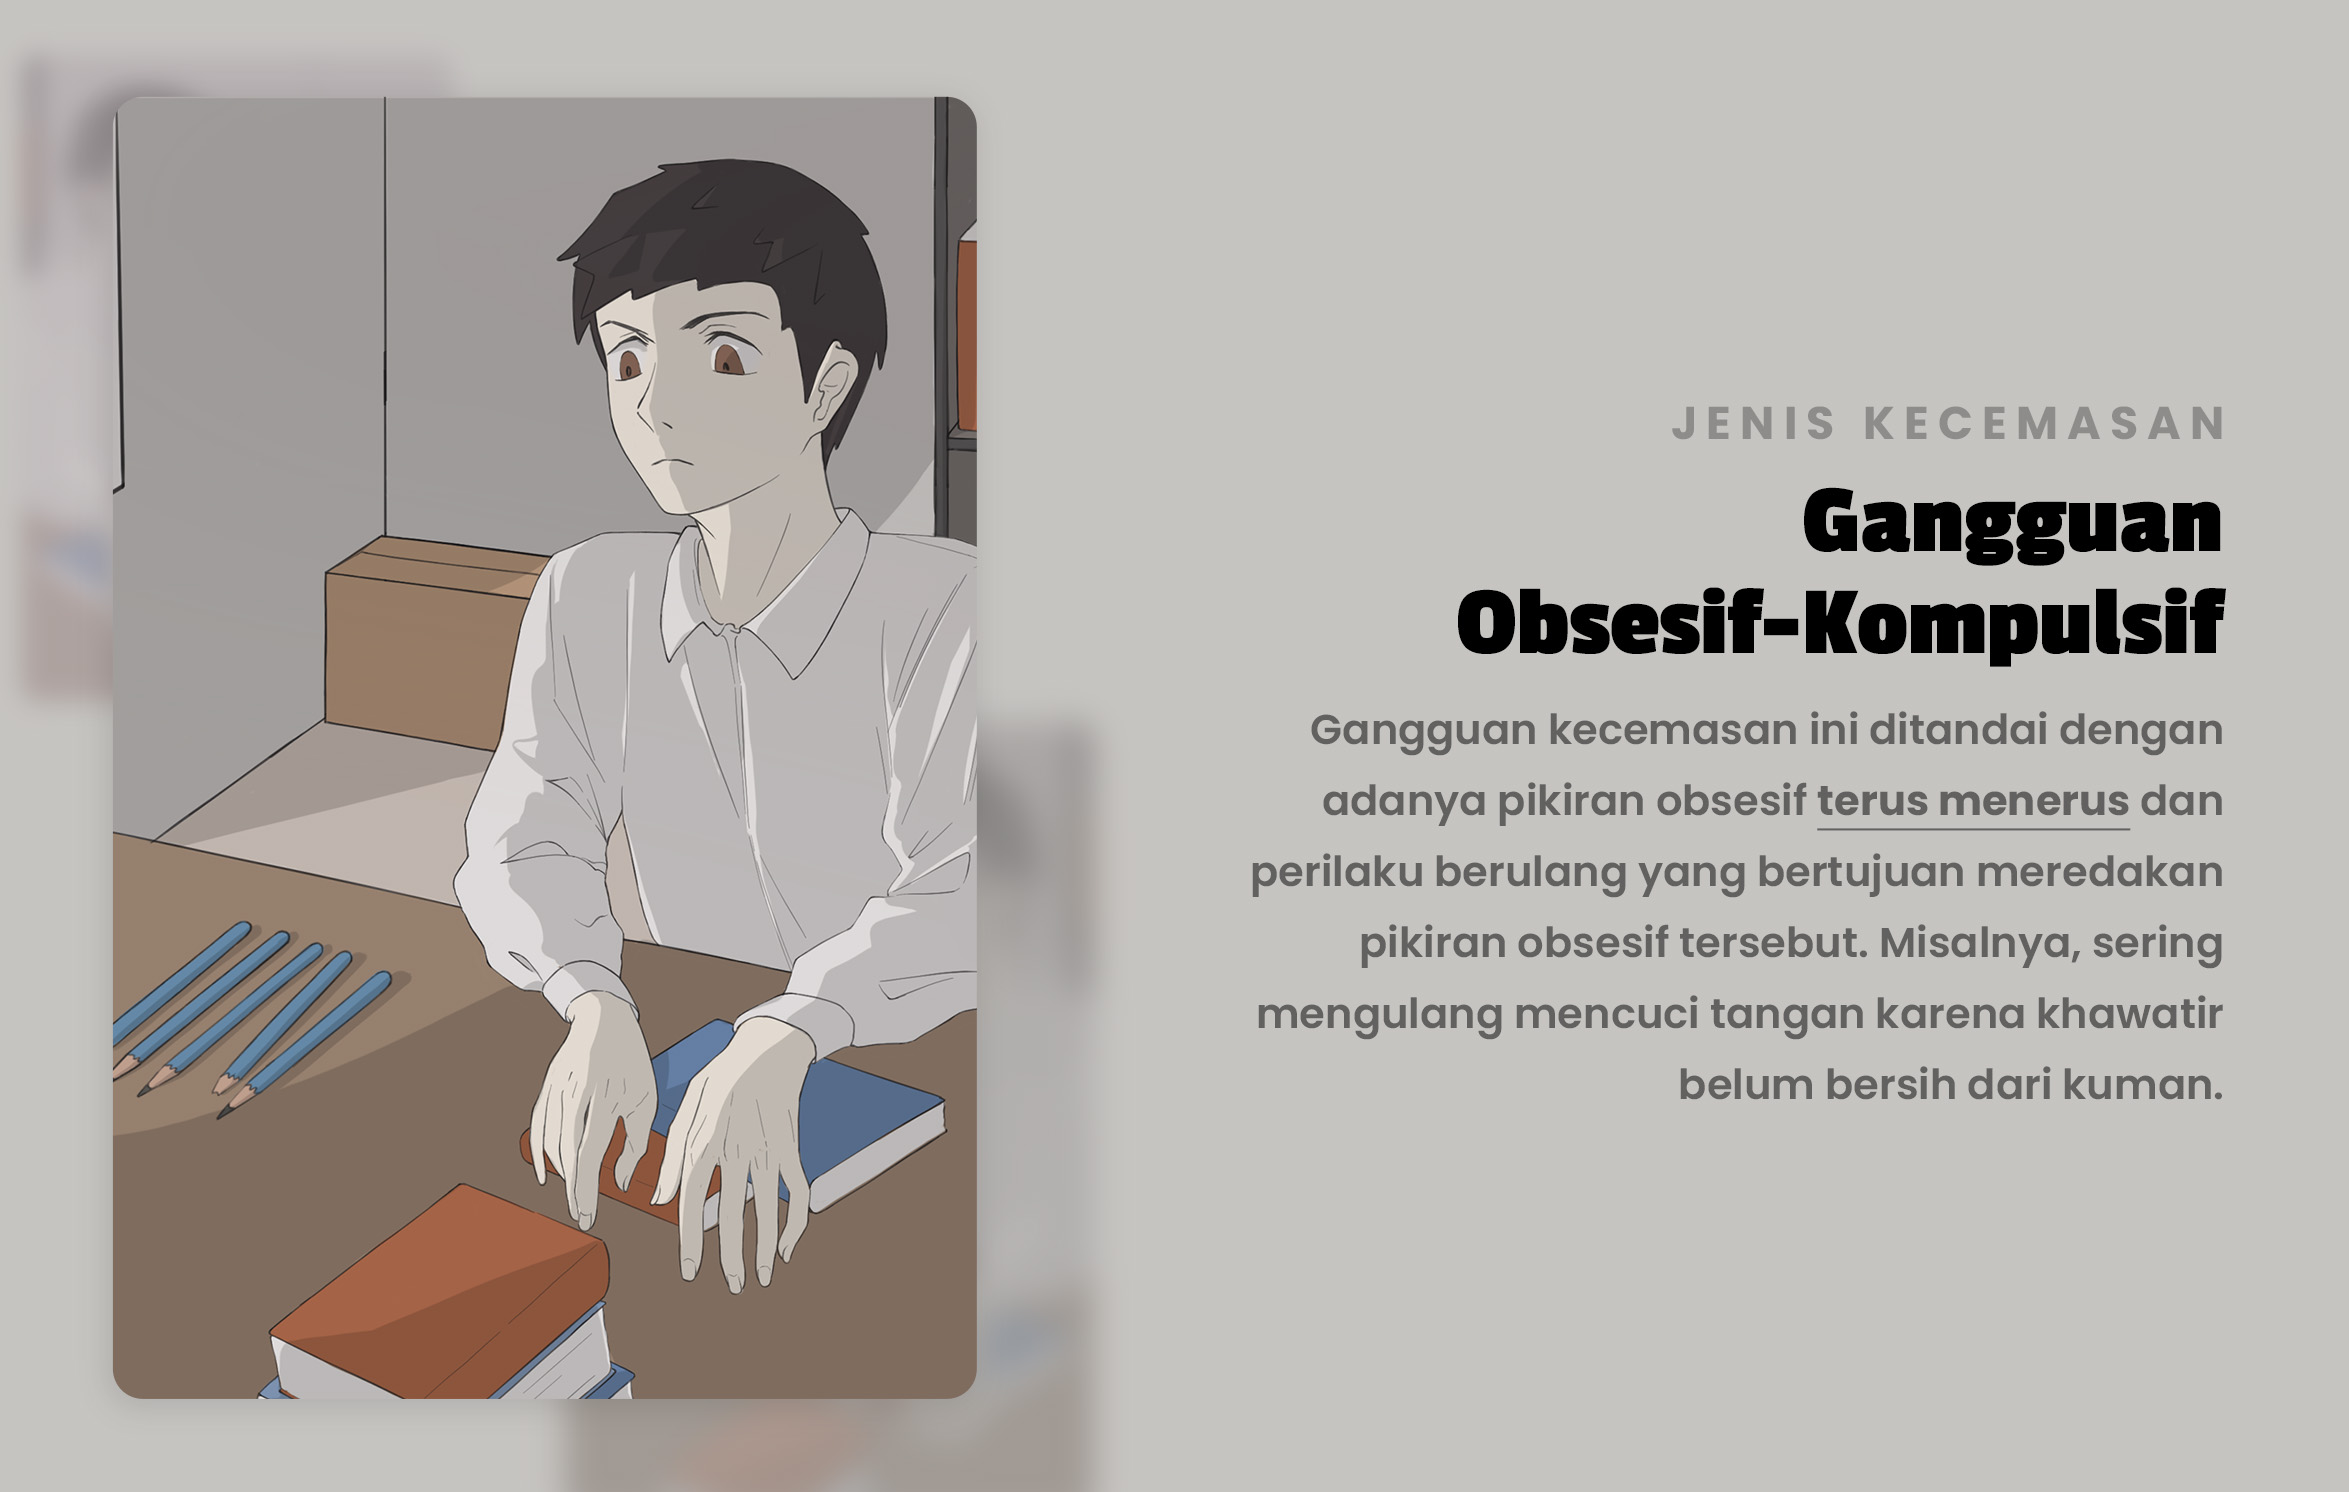 JENIS KECEMASAN
Gangguan
Obsesif-Kompulsif
Gangguan kecemasan ini ditandai dengan
adanya pikiran obsesif terus menerus dan
perilaku berulang yang bertujuan meredakan
pikiran obsesif tersebut. Misalnya, sering
mengulang mencuci tangan karena khawatir
belum bersih dari kuman.